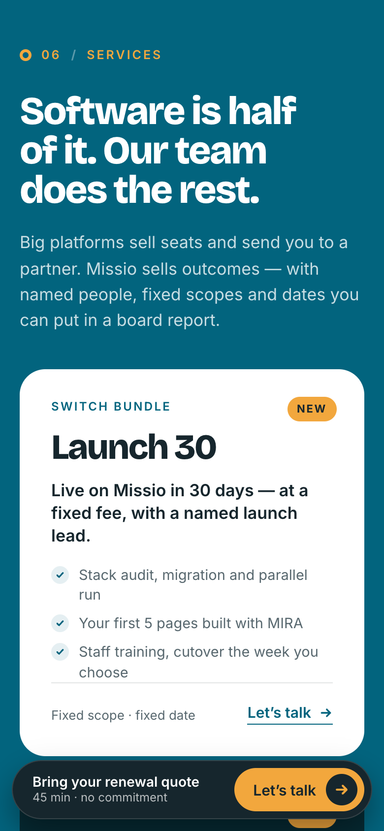 06 / SERVICES
Software is half
of it. Our team
does the rest.
Big platforms sell seats and send you to a
partner. Missio sells outcomes — with
named people, fixed scopes and dates you
can put in a board report.
SWITCH BUNDLE
NEW
Launch 30
Live on Missio in 30 days — at a
fixed fee, with a named launch
lead.
Stack audit, migration and parallel
run
Your first 5 pages built with MIRA
Staff training, cutover the week you
choose
Fixed scope · fixed date
Let’s talk →
Bring your renewal quote
45 min · no commitment
Let’s talk →